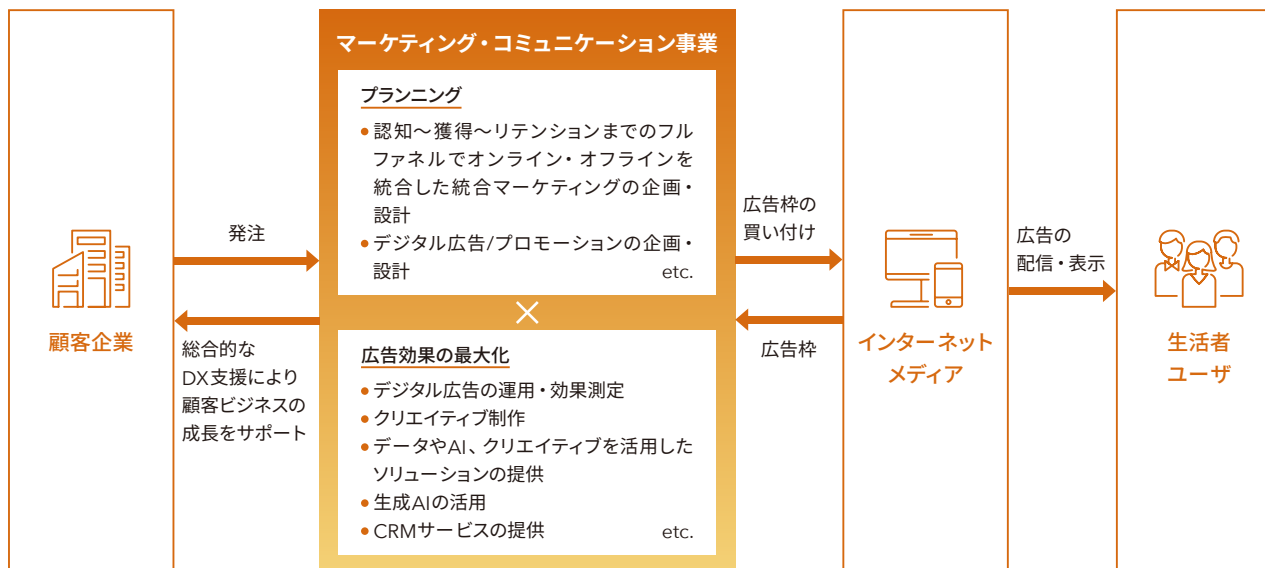 マーケティング・コミュニケーション事業
プランニング
●認知～獲得～リテンションまでのフル
ファネルでオンライン・オフラインを
統合した統合マーケティングの企画・
設計
●デジタル広告/プロモーションの企画・
設計 etc.
×
広告効果の最大化
●デジタル広告の運用・効果測定
●クリエイティブ制作
●データやAI、クリエイティブを活用した
ソリューションの提供
●生成AIの活用
●CRMサービスの提供 etc.
顧客企業
発注
総合的な
DX支援により
顧客ビジネスの
成長をサポート
広告枠の
買い付け
広告枠
インターネット
メディア
広告の
配信・表示
生活者
ユーザ